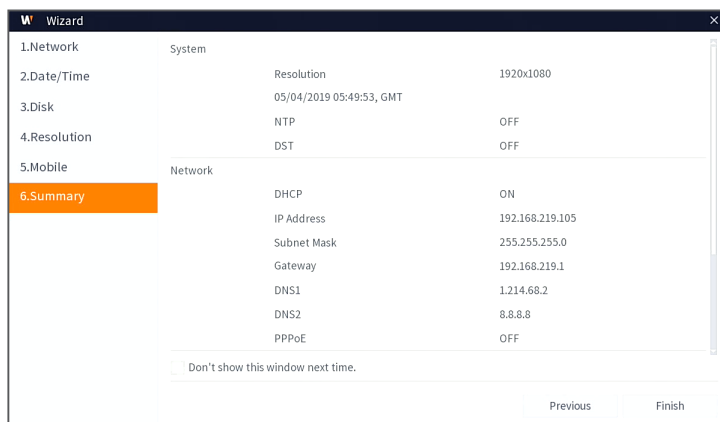 W Wizard ×
1.Network
2.Date/Time
3.Disk
4.Resolution
5.Mobile
6.Summary
System
Resolution 1920x1080
05/04/2019 05:49:53, GMT
NTP OFF
DST OFF
Network
DHCP ON
IP Address 192.168.219.105
Subnet Mask 255.255.255.0
Gateway 192.168.219.1
DNS1 1.214.68.2
DNS2 8.8.8.8
PPPoE OFF
Don't show this window next time.
Previous Finish